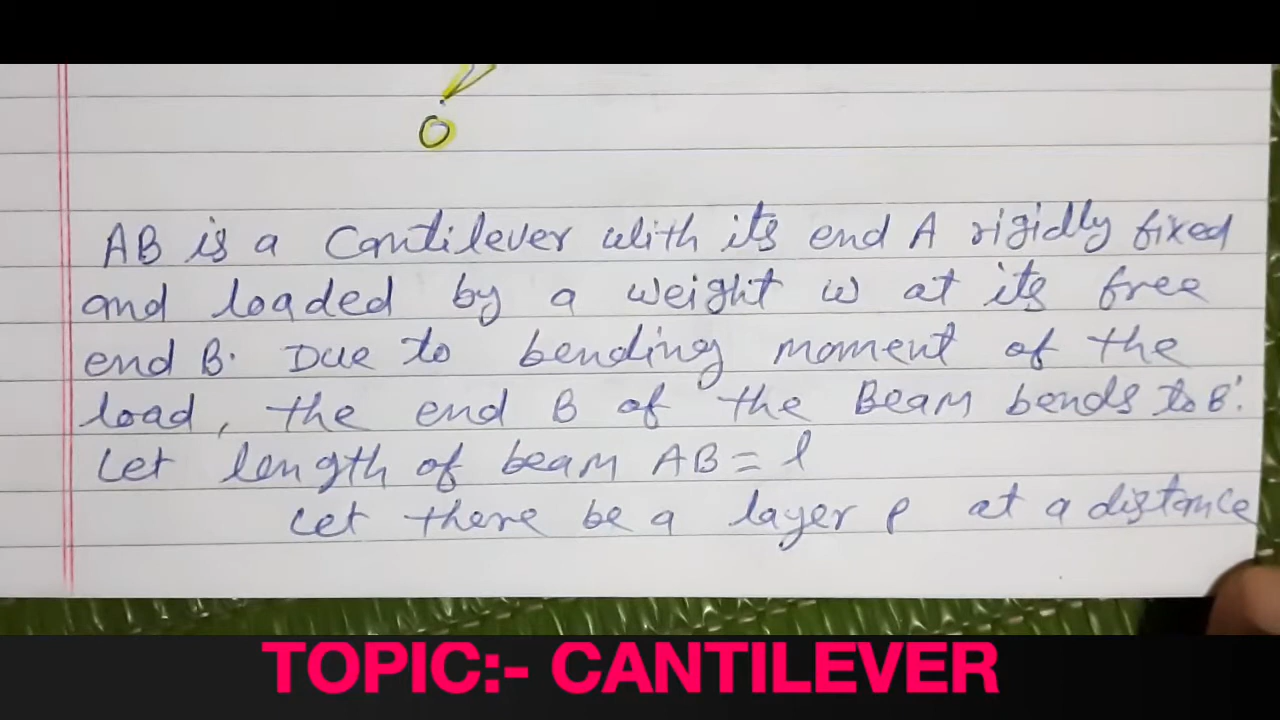 O
AB is a Cantilever with its end A rigidly fixed
and loaded by a weight w at its free
end B. Due to bending moment of the
load, the end B of the Beam bends to B'.
Let length of beam AB = l
Let there be a layer P at a distance
TOPIC:- CANTILEVER